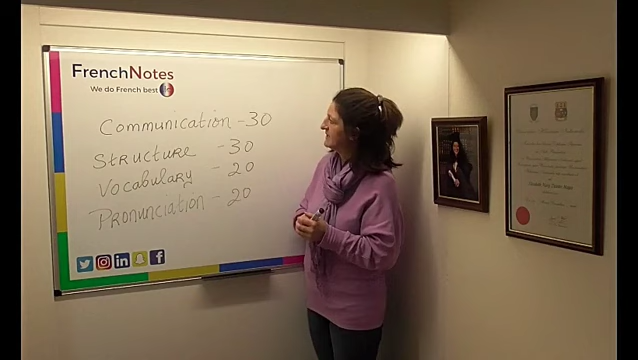 FrenchNotes
We do French best
Communication - 30
Structure - 30
Vocabulary - 20
Pronunciation - 20